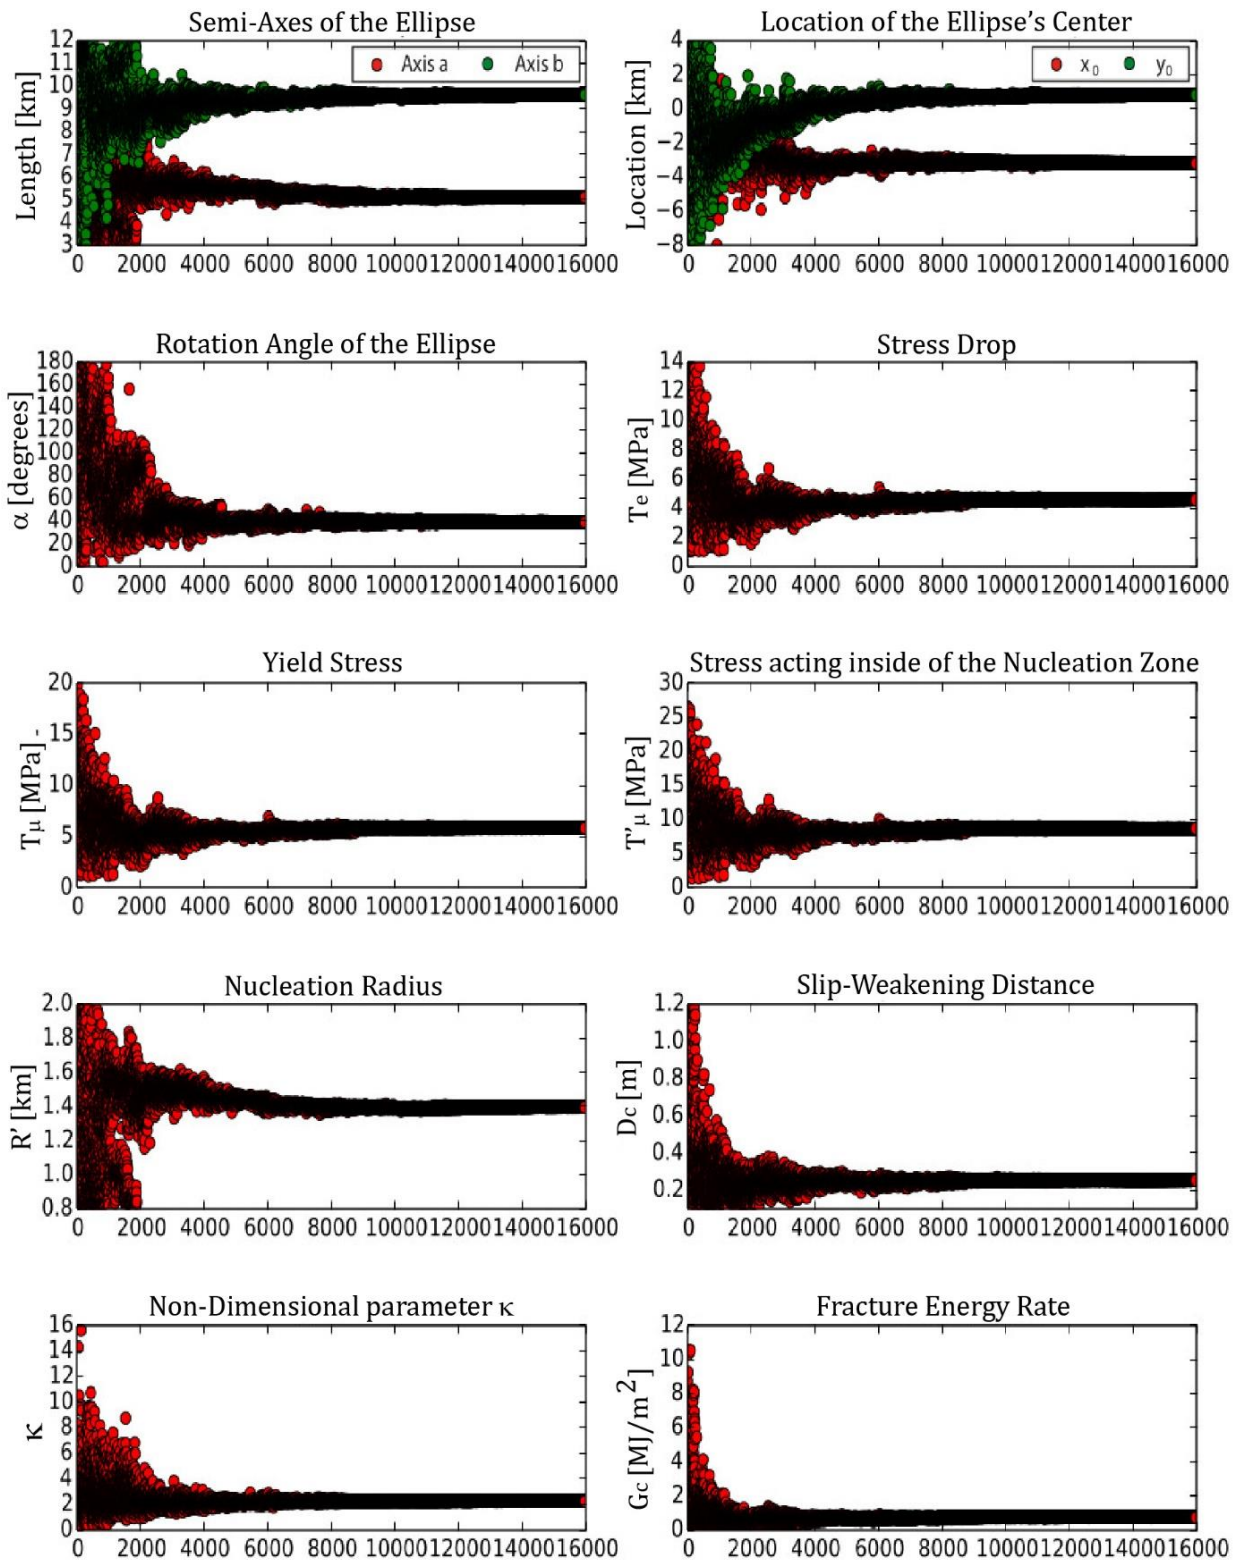 Semi-Axes of the Ellipse
Length [km]
12
11
10
9
8
7
6
5
4
3
Axis a
Axis b
0 2000 4000 6000 8000 10000 12000 14000 16000
Location of the Ellipse's Center
Location [km]
4
2
0
−2
−4
−6
−8
x₀
y₀
0 2000 4000 6000 8000 10000 12000 14000 16000
Rotation Angle of the Ellipse
α [degrees]
180
160
140
120
100
80
60
40
20
0
0 2000 4000 6000 8000 10000 12000 14000 16000
Stress Drop
Te [MPa]
14
12
10
8
6
4
2
0
0 2000 4000 6000 8000 10000 12000 14000 16000
Yield Stress
Tμ [MPa] -
20
15
10
5
0
0 2000 4000 6000 8000 10000 12000 14000 16000
Stress acting inside of the Nucleation Zone
T'μ [MPa]
30
25
20
15
10
5
0
0 2000 4000 6000 8000 10000 12000 14000 16000
Nucleation Radius
R' [km]
2.0
1.8
1.6
1.4
1.2
1.0
0.8
0 2000 4000 6000 8000 10000 12000 14000 16000
Slip-Weakening Distance
Dc [m]
1.2
1.0
0.8
0.6
0.4
0.2
0 2000 4000 6000 8000 10000 12000 14000 16000
Non-Dimensional parameter κ
κ
16
14
12
10
8
6
4
2
0
0 2000 4000 6000 8000 10000 12000 14000 16000
Fracture Energy Rate
Gc [MJ/m²]
12
10
8
6
4
2
0
0 2000 4000 6000 8000 10000 12000 14000 16000